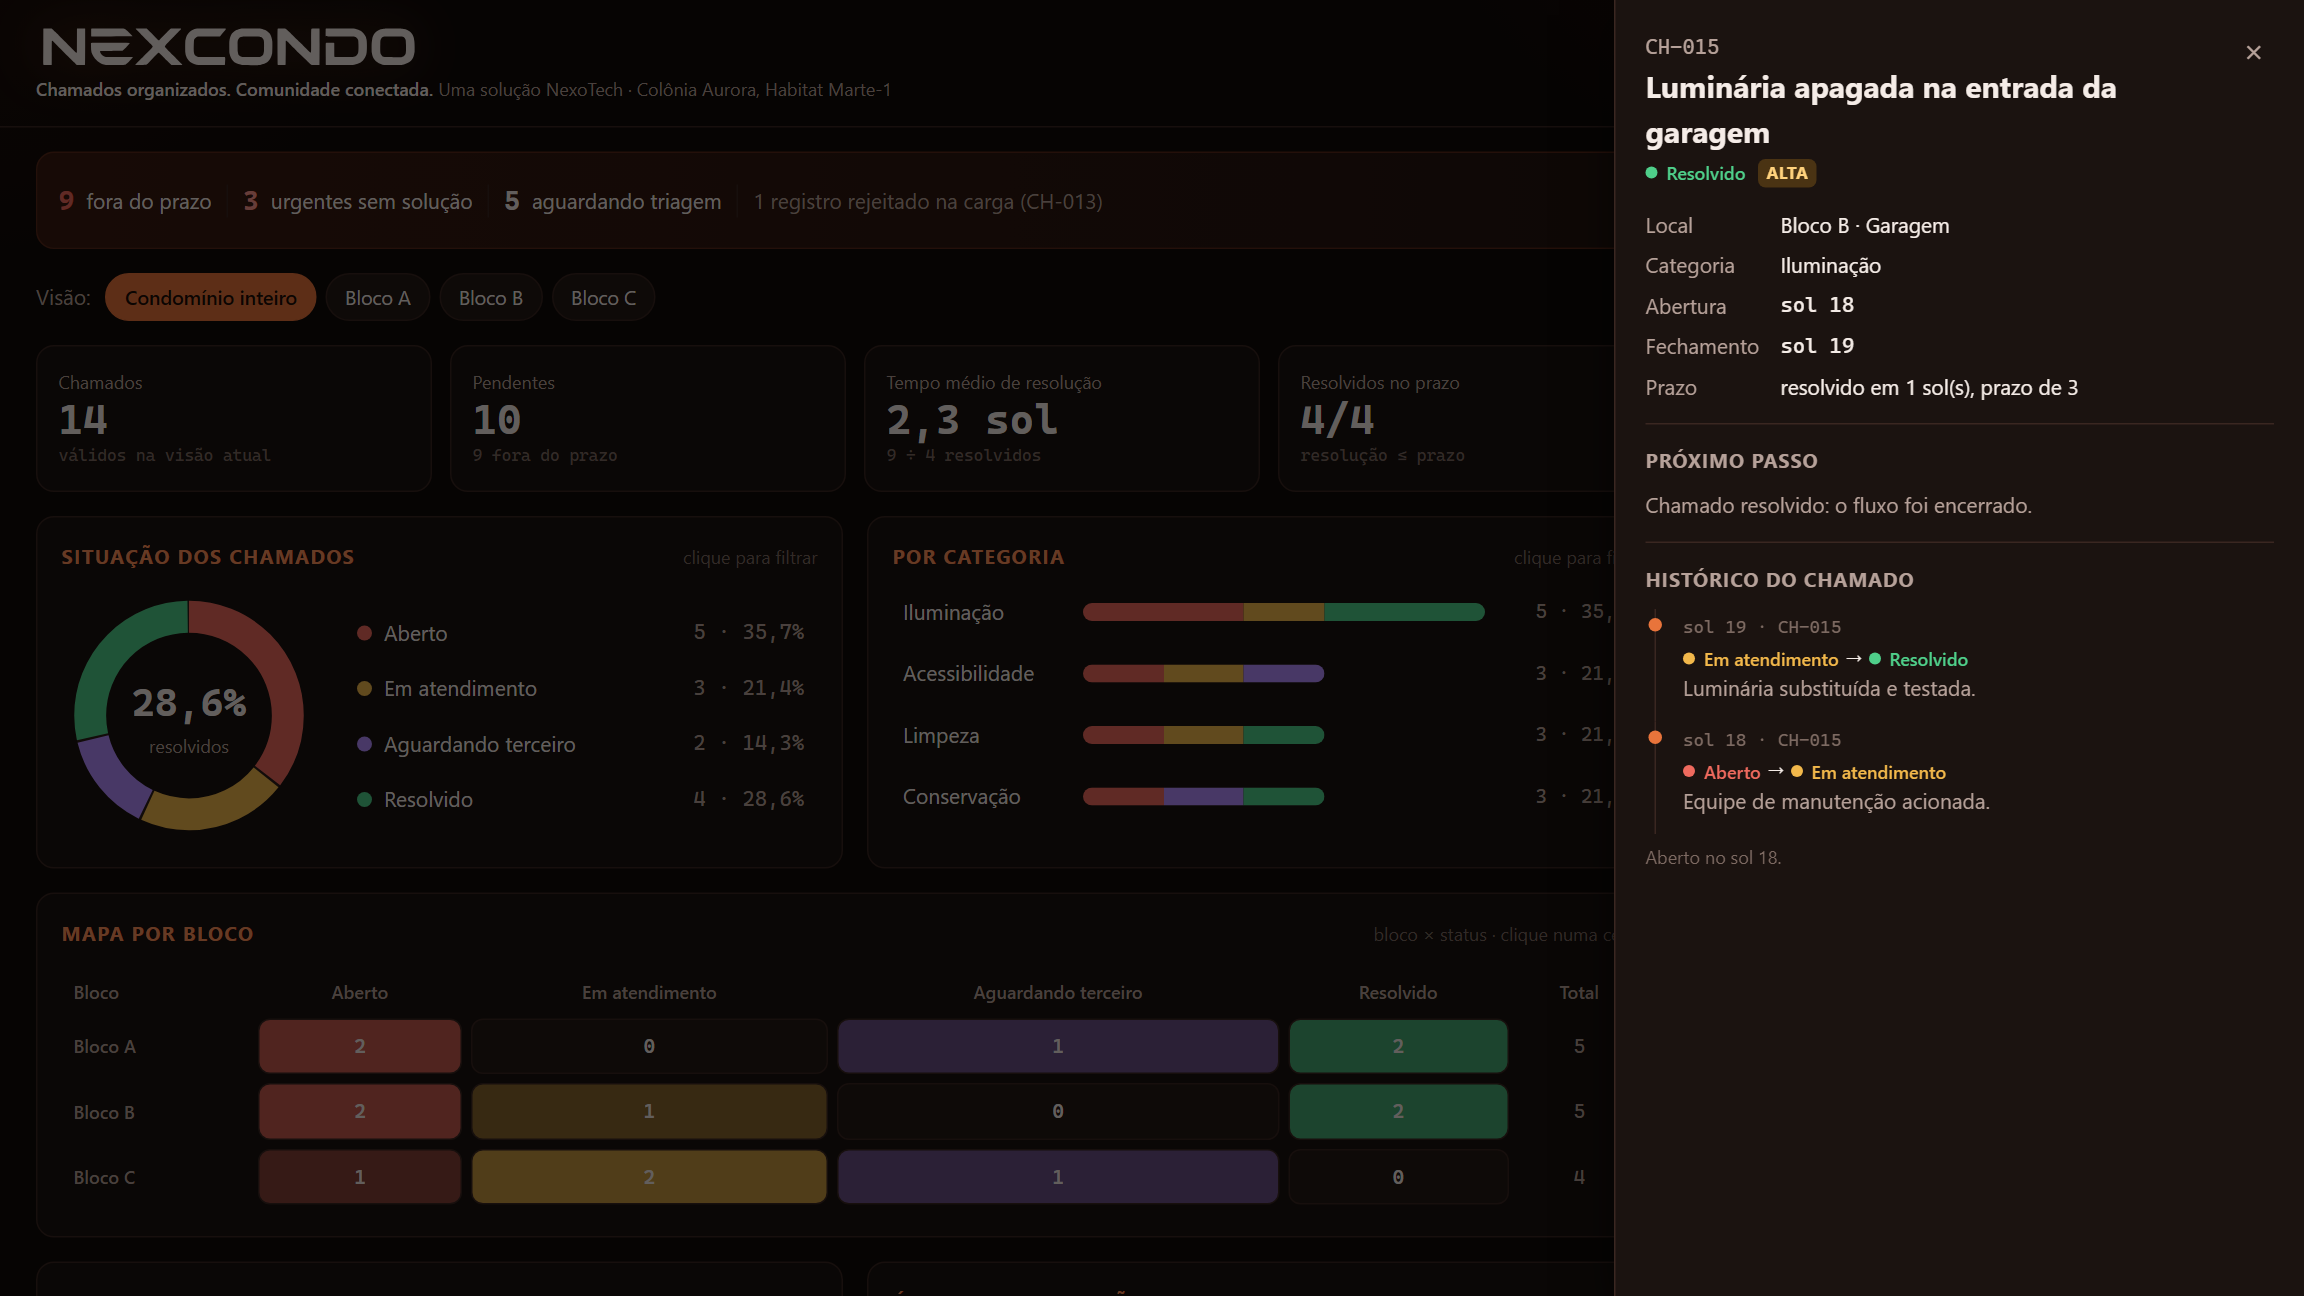 NEXCONDO
Chamados organizados. Comunidade conectada. Uma solução NexoTech · Colônia Aurora, Habitat Marte-1
9 fora do prazo 3 urgentes sem solução 5 aguardando triagem 1 registro rejeitado na carga (CH-013)
Visão: Condomínio inteiro Bloco A Bloco B Bloco C
Chamados
14
válidos na visão atual
Pendentes
10
9 fora do prazo
Tempo médio de resolução
2,3 sol
9 ÷ 4 resolvidos
Resolvidos no prazo
4/4
resolução ≤ prazo
SITUAÇÃO DOS CHAMADOS clique para filtrar
28,6%
resolvidos
Aberto 5 · 35,7%
Em atendimento 3 · 21,4%
Aguardando terceiro 2 · 14,3%
Resolvido 4 · 28,6%
POR CATEGORIA clique para
Iluminação 5 · 35,
Acessibilidade 3 · 21,
Limpeza 3 · 21,
Conservação 3 · 21,
MAPA POR BLOCO bloco × status · clique numa
Bloco Aberto Em atendimento Aguardando terceiro Resolvido Total
Bloco A 2 0 1 2 5
Bloco B 2 1 0 2 5
Bloco C 1 2 1 0 4
CH-015
×
Luminária apagada na entrada da
garagem
Resolvido ALTA
Local Bloco B · Garagem
Categoria Iluminação
Abertura sol 18
Fechamento sol 19
Prazo resolvido em 1 sol(s), prazo de 3
PRÓXIMO PASSO
Chamado resolvido: o fluxo foi encerrado.
HISTÓRICO DO CHAMADO
sol 19 · CH-015
Em atendimento → Resolvido
Luminária substituída e testada.
sol 18 · CH-015
Aberto → Em atendimento
Equipe de manutenção acionada.
Aberto no sol 18.